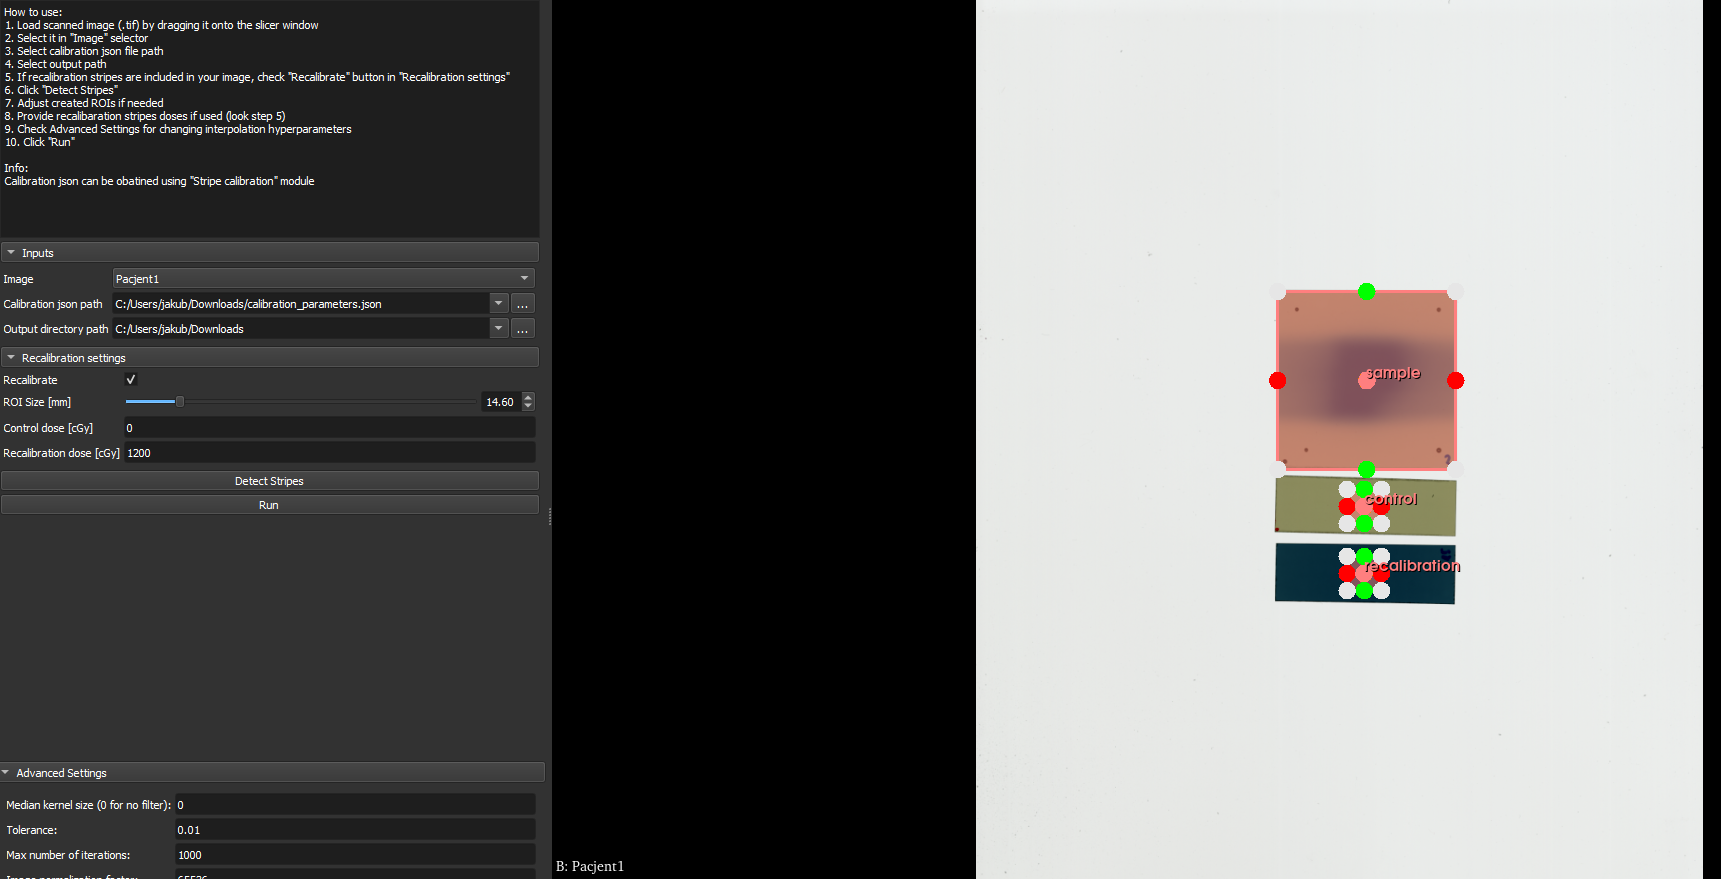 How to use:
1. Load scanned image (.tif) by dragging it onto the slicer window
2. Select it in "Image" selector
3. Select calibration json file path
4. Select output path
5. If recalibration stripes are included in your image, check "Recalibrate" button in "Recalibration settings"
6. Click "Detect Stripes"
7. Adjust created ROIs if needed
8. Provide recalibaration stripes doses if used (look step 5)
9. Check Advanced Settings for changing interpolation hyperparameters
10. Click "Run"
Info:
Calibration json can be obatined using "Stripe calibration" module
Inputs
Image Pacjent1
Calibration json path C:/Users/jakub/Downloads/calibration_parameters.json ...
Output directory path C:/Users/jakub/Downloads ...
Recalibration settings
Recalibrate
ROI Size [mm] 14.60
Control dose [cGy] 0
Recalibration dose [cGy] 1200
Detect Stripes
Run
Advanced Settings
Median kernel size (0 for no filter): 0
Tolerance: 0.01
Max number of iterations: 1000
B: Pacjent1
sample
control
recalibration